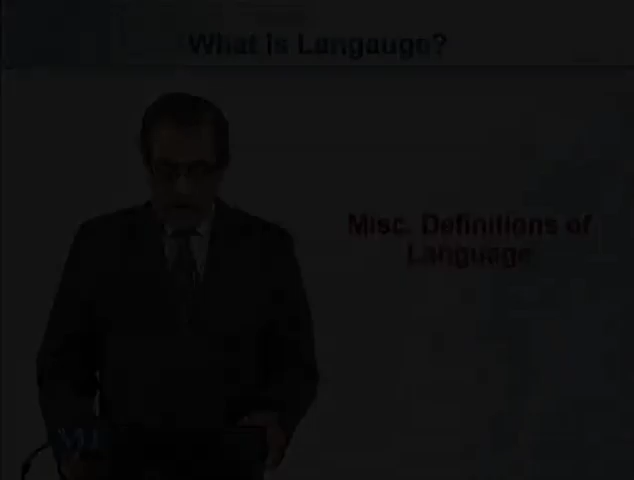 What is Langauge?
Misc. Definitions of
Language